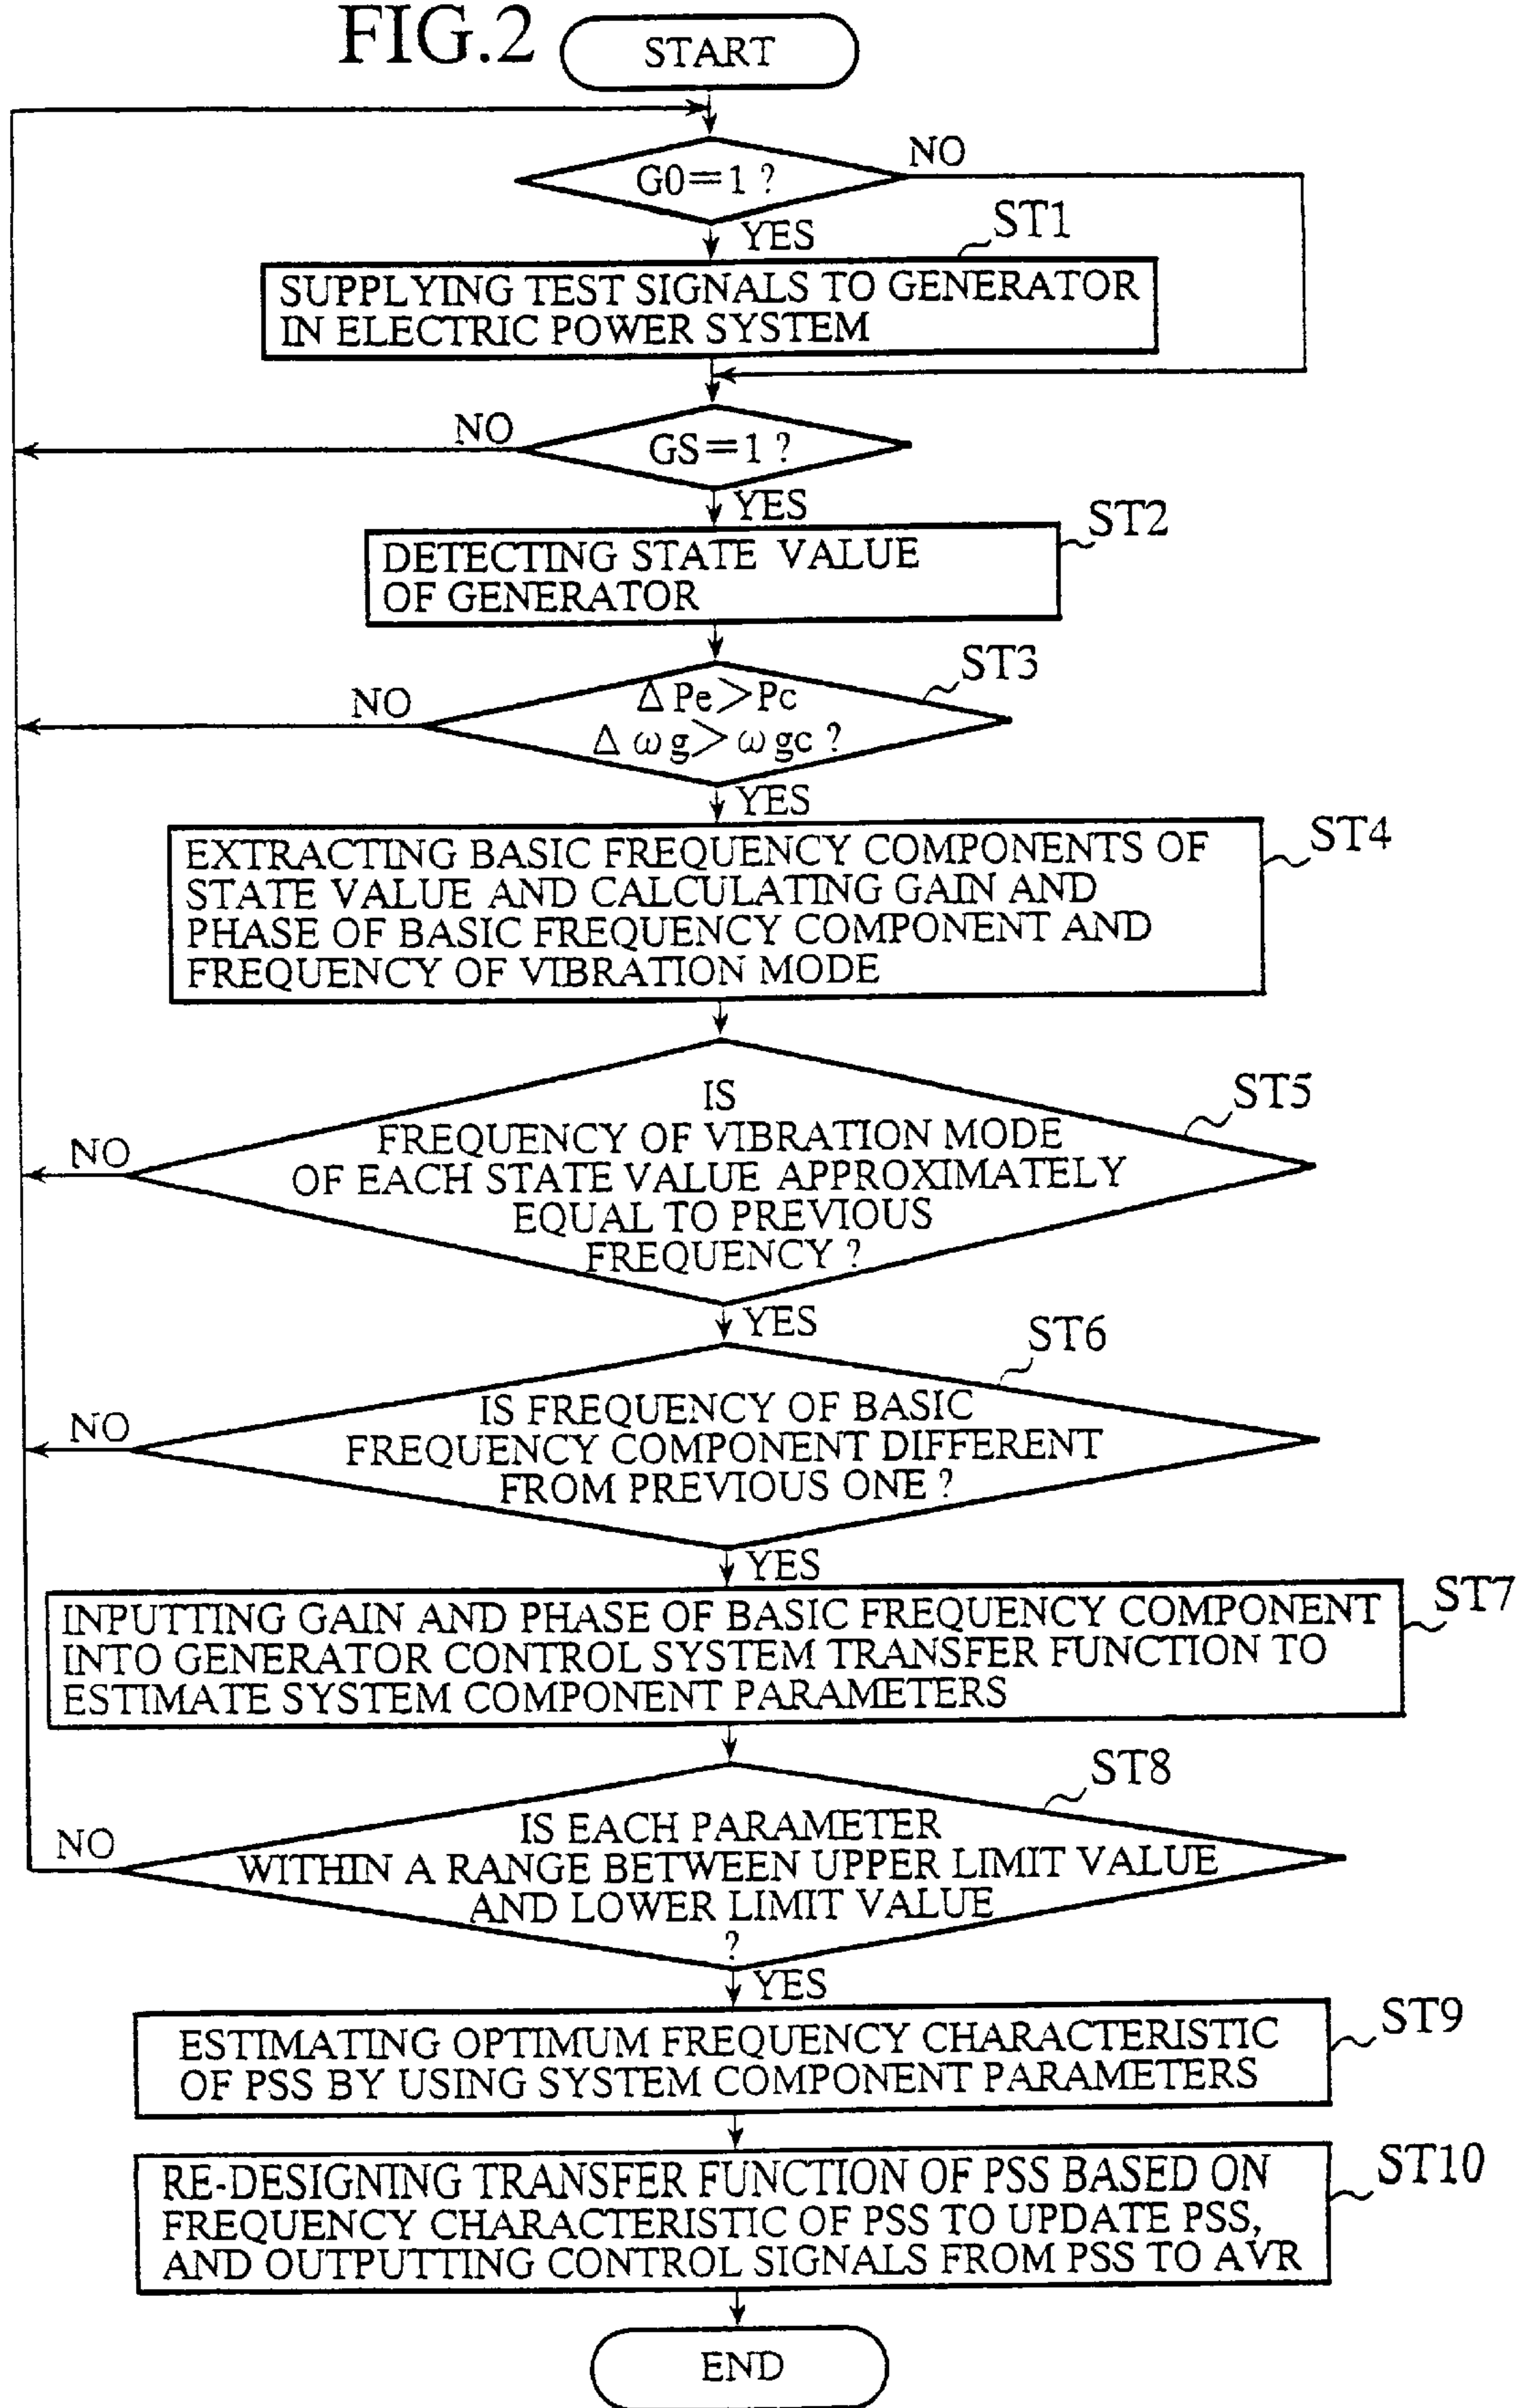 FIG.2
START
G0=1 ?
NO
YES
ST1
SUPPLYING TEST SIGNALS TO GENERATOR
IN ELECTRIC POWER SYSTEM
NO
GS=1 ?
YES
ST2
DETECTING STATE VALUE
OF GENERATOR
ST3
NO
Δ Pe>Pc
Δ ωg>ωgc ?
YES
ST4
EXTRACTING BASIC FREQUENCY COMPONENTS OF
STATE VALUE AND CALCULATING GAIN AND
PHASE OF BASIC FREQUENCY COMPONENT AND
FREQUENCY OF VIBRATION MODE
ST5
NO
IS
FREQUENCY OF VIBRATION MODE
OF EACH STATE VALUE APPROXIMATELY
EQUAL TO PREVIOUS
FREQUENCY ?
YES
ST6
NO
IS FREQUENCY OF BASIC
FREQUENCY COMPONENT DIFFERENT
FROM PREVIOUS ONE ?
YES
ST7
INPUTTING GAIN AND PHASE OF BASIC FREQUENCY COMPONENT
INTO GENERATOR CONTROL SYSTEM TRANSFER FUNCTION TO
ESTIMATE SYSTEM COMPONENT PARAMETERS
ST8
NO
IS EACH PARAMETER
WITHIN A RANGE BETWEEN UPPER LIMIT VALUE
AND LOWER LIMIT VALUE
?
YES
ST9
ESTIMATING OPTIMUM FREQUENCY CHARACTERISTIC
OF PSS BY USING SYSTEM COMPONENT PARAMETERS
ST10
RE-DESIGNING TRANSFER FUNCTION OF PSS BASED ON
FREQUENCY CHARACTERISTIC OF PSS TO UPDATE PSS,
AND OUTPUTTING CONTROL SIGNALS FROM PSS TO AVR
END